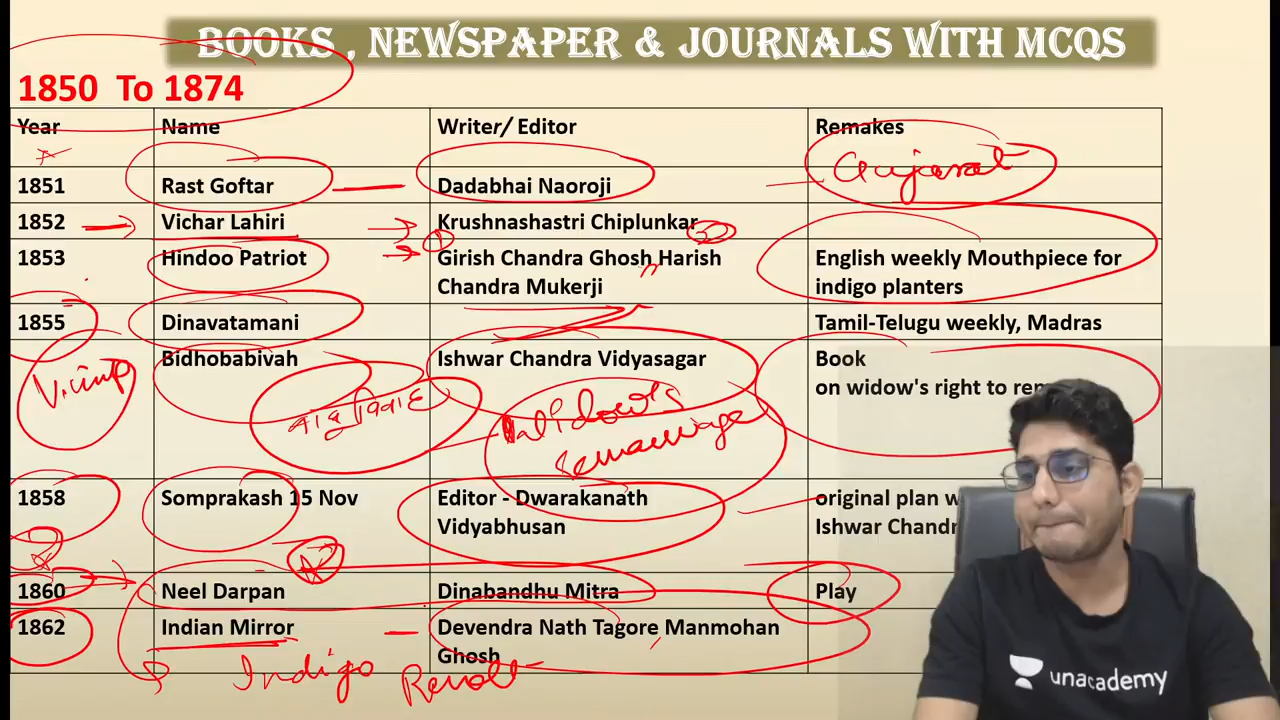 BOOKS , NEWSPAPER & JOURNALS WITH MCQS
1850 To 1874
Year Name Writer/ Editor Remakes
1851 Rast Goftar Dadabhai Naoroji Gujarat
1852 Vichar Lahiri Krushnashastri Chiplunkar
1853 Hindoo Patriot Girish Chandra Ghosh Harish English weekly Mouthpiece for
Chandra Mukerji indigo planters
1855 Dinavatamani Tamil-Telugu weekly, Madras
Bidhobabivah Ishwar Chandra Vidyasagar Book
on widow's right to
V.imp
widow's
remarriage
1858 Somprakash 15 Nov Editor - Dwarakanath original plan
Vidyabhusan Ishwar
1860 Neel Darpan Dinabandhu Mitra Play
1862 Indian Mirror Devendra Nath Tagore, Manmohan
Ghosh
Indigo Revolt
unacademy